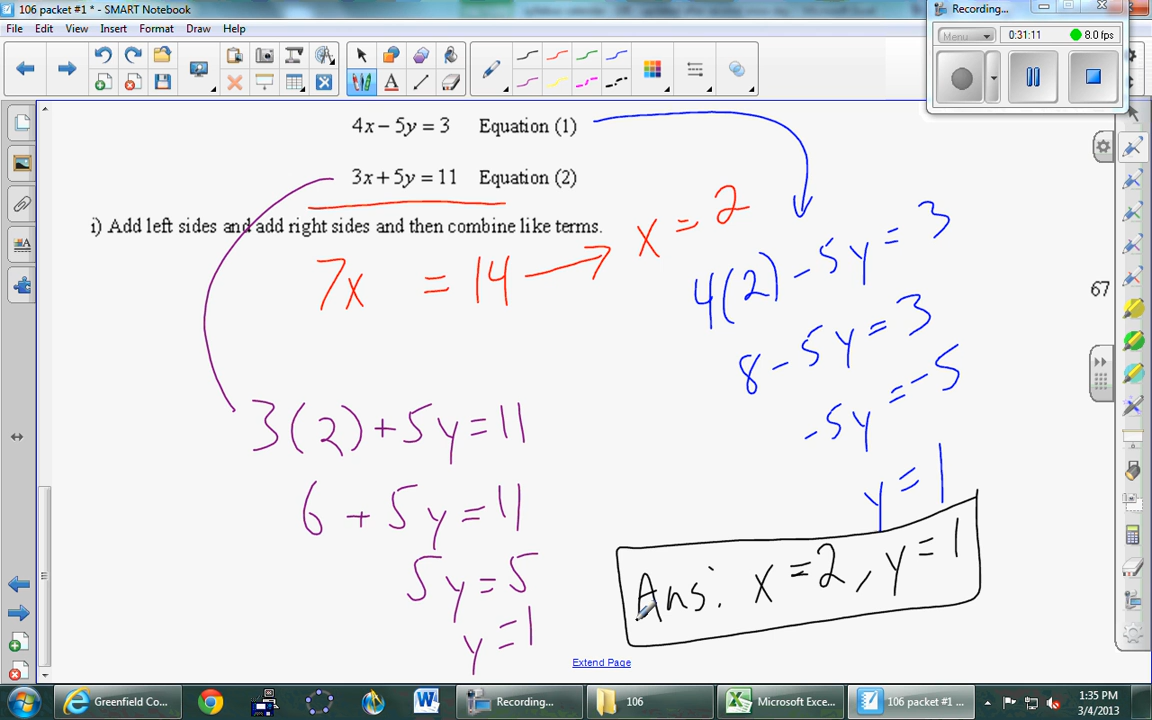 106 packet #1 * - SMART Notebook
Recording...
File Edit View Insert Format Draw Help
Menu 0:31:11 8.0 fps
4x − 5y = 3 Equation (1)
3x + 5y = 11 Equation (2)
i) Add left sides and add right sides and then combine like terms.
7x = 14 → x = 2
4(2) − 5y = 3
8 − 5y = 3
-5y = -5
y = 1
67
3(2) + 5y = 11
6 + 5y = 11
5y = 5
y = 1
Ans: x = 2, y = 1
Extend Page
Greenfield Co...
Recording...
106
Microsoft Exce...
106 packet #1 ...
1:35 PM
3/4/2013